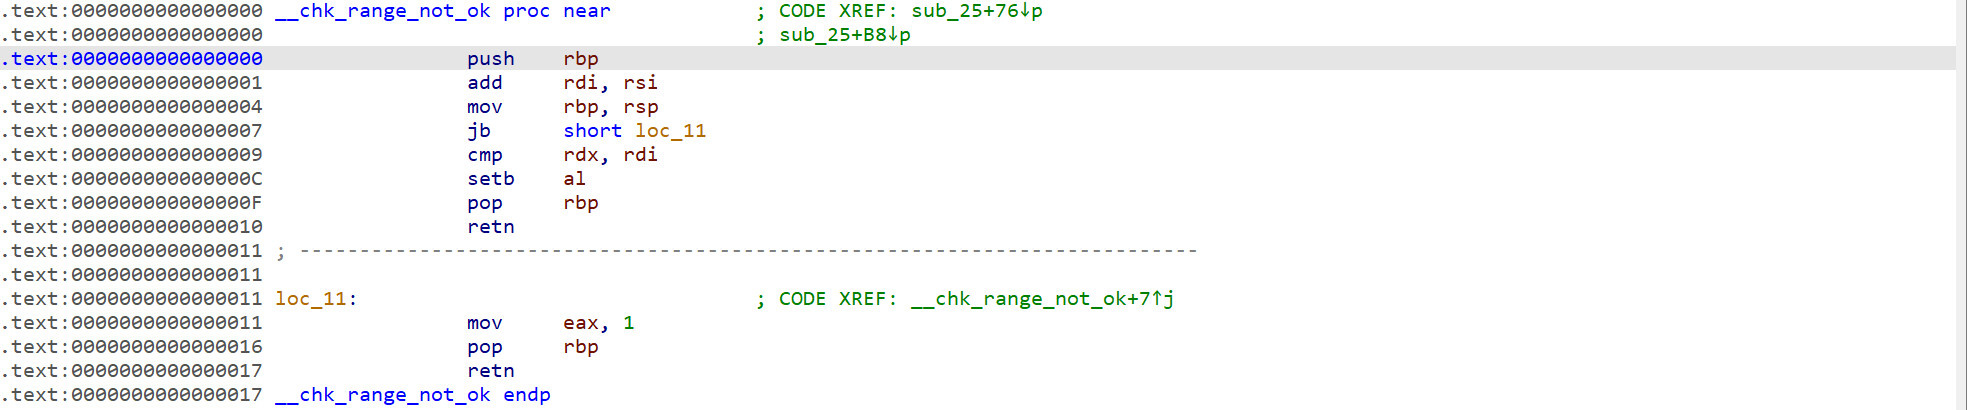 .text:0000000000000000 __chk_range_not_ok proc near            ; CODE XREF: sub_25+76↓p
.text:0000000000000000                                         ; sub_25+B8↓p
.text:0000000000000000                 push    rbp
.text:0000000000000001                 add     rdi, rsi
.text:0000000000000004                 mov     rbp, rsp
.text:0000000000000007                 jb      short loc_11
.text:0000000000000009                 cmp     rdx, rdi
.text:000000000000000C                 setb    al
.text:000000000000000F                 pop     rbp
.text:0000000000000010                 retn
.text:0000000000000011 ; ---------------------------------------------------------------------------
.text:0000000000000011
.text:0000000000000011 loc_11:                                 ; CODE XREF: __chk_range_not_ok+7↑j
.text:0000000000000011                 mov     eax, 1
.text:0000000000000016                 pop     rbp
.text:0000000000000017                 retn
.text:0000000000000017 __chk_range_not_ok endp